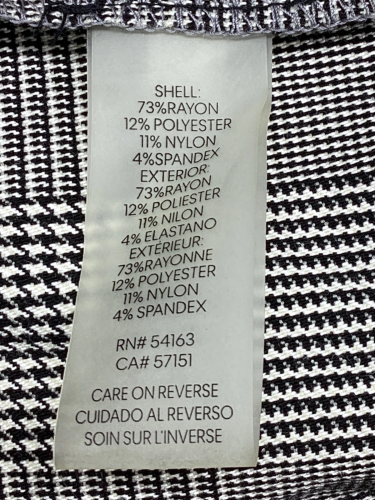 SHELL:
73%RAYON
12% POLYESTER
11% NYLON
4%SPANDEX
EXTERIOR:
73%RAYON
12% POLIESTER
11% NILON
4% ELASTANO
EXTÉRIEUR:
73%RAYONNE
12% POLYESTER
11% NYLON
4% SPANDEX
RN# 54163
CA# 57151
CARE ON REVERSE
CUIDADO AL REVERSO
SOIN SUR L'INVERSE